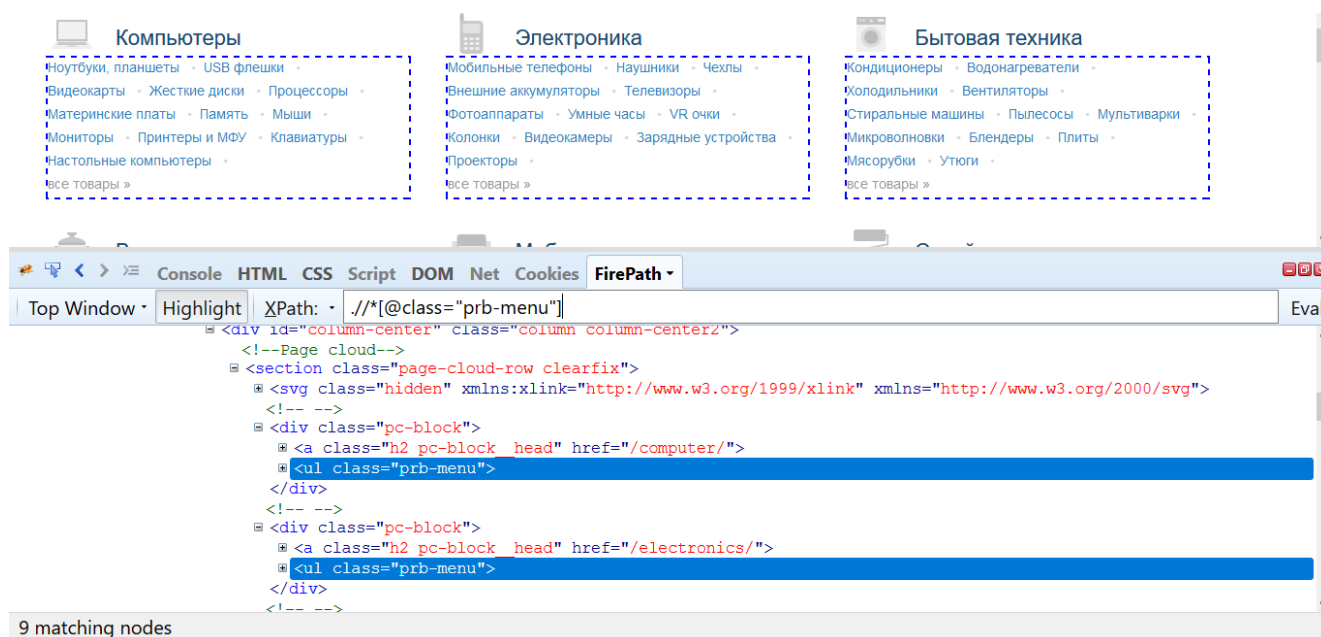 Компьютеры
Электроника
Бытовая техника
Ноутбуки, планшеты • USB флешки •
Видеокарты • Жесткие диски • Процессоры •
Материнские платы • Память • Мыши •
Мониторы • Принтеры и МФУ • Клавиатуры •
Настольные компьютеры •
все товары »
Мобильные телефоны • Наушники • Чехлы •
Внешние аккумуляторы • Телевизоры •
Фотоаппараты • Умные часы • VR очки •
Колонки • Видеокамеры • Зарядные устройства •
Проекторы •
все товары »
Кондиционеры • Водонагреватели •
Холодильники • Вентиляторы •
Стиральные машины • Пылесосы • Мультиварки •
Микроволновки • Блендеры • Плиты •
Мясорубки • Утюги •
все товары »
Console HTML CSS Script DOM Net Cookies FirePath
Top Window Highlight XPath: .//*[@class="prb-menu"]
<div id="column-center" class="column column-center2">
<!--Page cloud-->
<section class="page-cloud-row clearfix">
<svg class="hidden" xmlns:xlink="http://www.w3.org/1999/xlink" xmlns="http://www.w3.org/2000/svg">
<!-- -->
<div class="pc-block">
<a class="h2 pc-block__head" href="/computer/">
<ul class="prb-menu">
</div>
<!-- -->
<div class="pc-block">
<a class="h2 pc-block__head" href="/electronics/">
<ul class="prb-menu">
</div>
<!-- -->
9 matching nodes